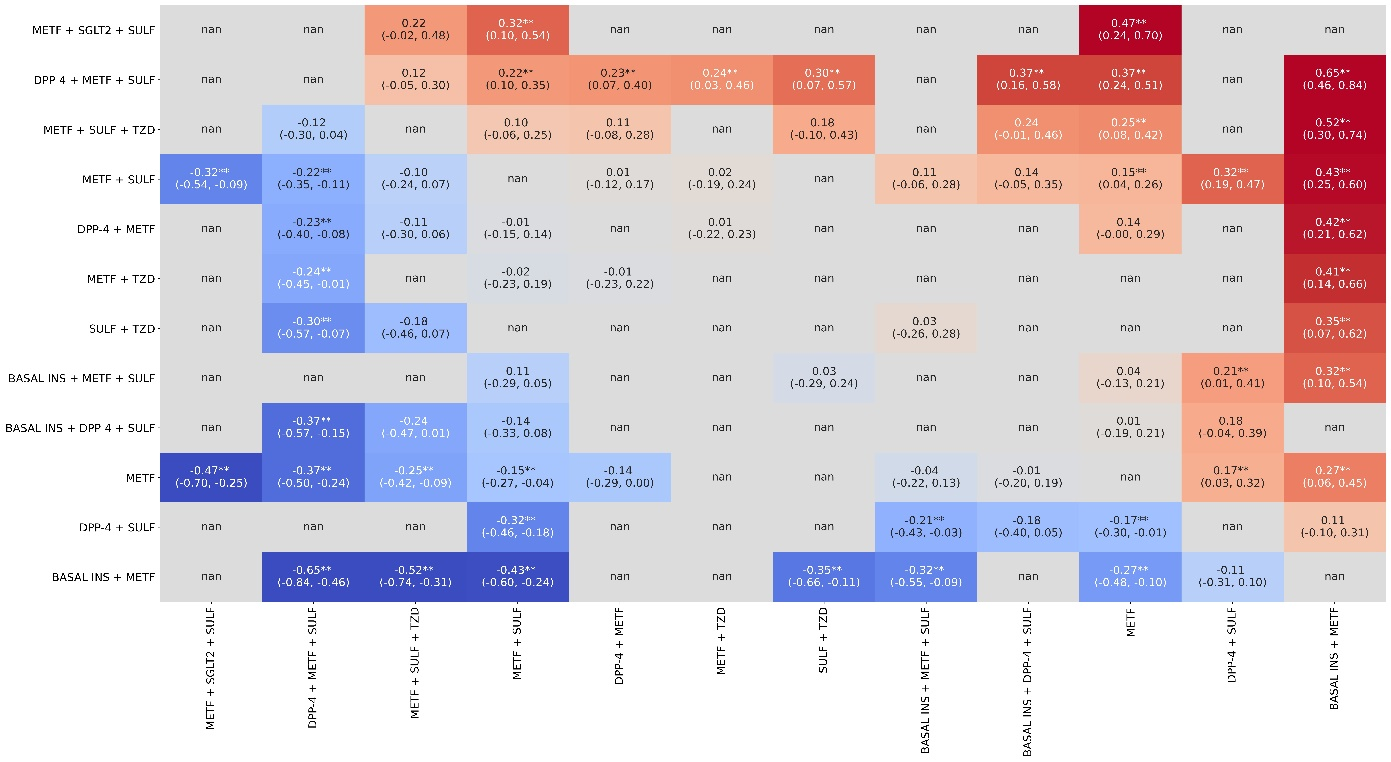 METF + SGLT2 + SULF nan nan 0.22 0.32** nan nan nan nan nan 0.47** nan nan
(-0.02, 0.48) (0.10, 0.54) (0.24, 0.70)
DPP-4 + METF + SULF nan nan 0.12 0.22** 0.23** 0.24** 0.30** nan 0.37** 0.37** nan 0.65**
(-0.05, 0.30) (0.10, 0.35) (0.07, 0.40) (0.03, 0.46) (0.07, 0.57) (0.16, 0.58) (0.24, 0.51) (0.46, 0.84)
METF + SULF + TZD nan -0.12 nan 0.10 0.11 nan 0.18 nan 0.24 0.25** nan 0.52**
(-0.30, 0.04) (-0.06, 0.25) (-0.08, 0.28) (-0.10, 0.43) (-0.01, 0.46) (0.08, 0.42) (0.30, 0.74)
METF + SULF -0.32** -0.22** -0.10 nan 0.01 0.02 nan 0.11 0.14 0.15** 0.32** 0.43**
(-0.54, -0.09) (-0.35, -0.11) (-0.24, 0.07) (-0.12, 0.17) (-0.19, 0.24) (-0.06, 0.28) (-0.05, 0.35) (0.04, 0.26) (0.19, 0.47) (0.25, 0.60)
DPP-4 + METF nan -0.23** -0.11 -0.01 nan 0.01 nan nan nan 0.14 nan 0.42**
(-0.40, -0.08) (-0.30, 0.06) (-0.15, 0.14) (-0.22, 0.23) (-0.00, 0.29) (0.21, 0.62)
METF + TZD nan -0.24** nan -0.02 -0.01 nan nan nan nan nan nan 0.41**
(-0.45, -0.01) (-0.23, 0.19) (-0.23, 0.22) (0.14, 0.66)
SULF + TZD nan -0.30** -0.18 nan nan nan nan 0.03 nan nan nan 0.35**
(-0.57, -0.07) (-0.46, 0.07) (-0.26, 0.28) (0.07, 0.62)
BASAL INS + METF + SULF nan nan nan 0.11 nan nan 0.03 nan nan 0.04 0.21** 0.32**
(-0.29, 0.05) (-0.29, 0.24) (-0.13, 0.21) (0.01, 0.41) (0.10, 0.54)
BASAL INS + DPP-4 + SULF nan -0.37** -0.24 -0.14 nan nan nan nan nan 0.01 0.18 nan
(-0.57, -0.15) (-0.47, 0.01) (-0.33, 0.08) (-0.19, 0.21) (-0.04, 0.39)
METF -0.47** -0.37** -0.25** -0.15** -0.14 nan nan -0.04 -0.01 nan 0.17** 0.27**
(-0.70, -0.25) (-0.50, -0.24) (-0.42, -0.09) (-0.27, -0.04) (-0.29, 0.00) (-0.22, 0.13) (-0.20, 0.19) (0.03, 0.32) (0.06, 0.45)
DPP-4 + SULF nan nan nan -0.32** nan nan nan -0.21** -0.18 -0.17** nan 0.11
(-0.46, -0.18) (-0.43, -0.03) (-0.40, 0.05) (-0.30, -0.01) (-0.10, 0.31)
BASAL INS + METF nan -0.65** -0.52** -0.43** nan nan -0.35** -0.32** nan -0.27** -0.11 nan
(-0.84, -0.46) (-0.74, -0.31) (-0.60, -0.24) (-0.66, -0.11) (-0.55, -0.09) (-0.48, -0.10) (-0.31, 0.10)
METF + SGLT2 + SULF
DPP-4 + METF + SULF
METF + SULF + TZD
METF + SULF
DPP-4 + METF
METF + TZD
SULF + TZD
BASAL INS + METF + SULF
BASAL INS + DPP-4 + SULF
METF
DPP-4 + SULF
BASAL INS + METF